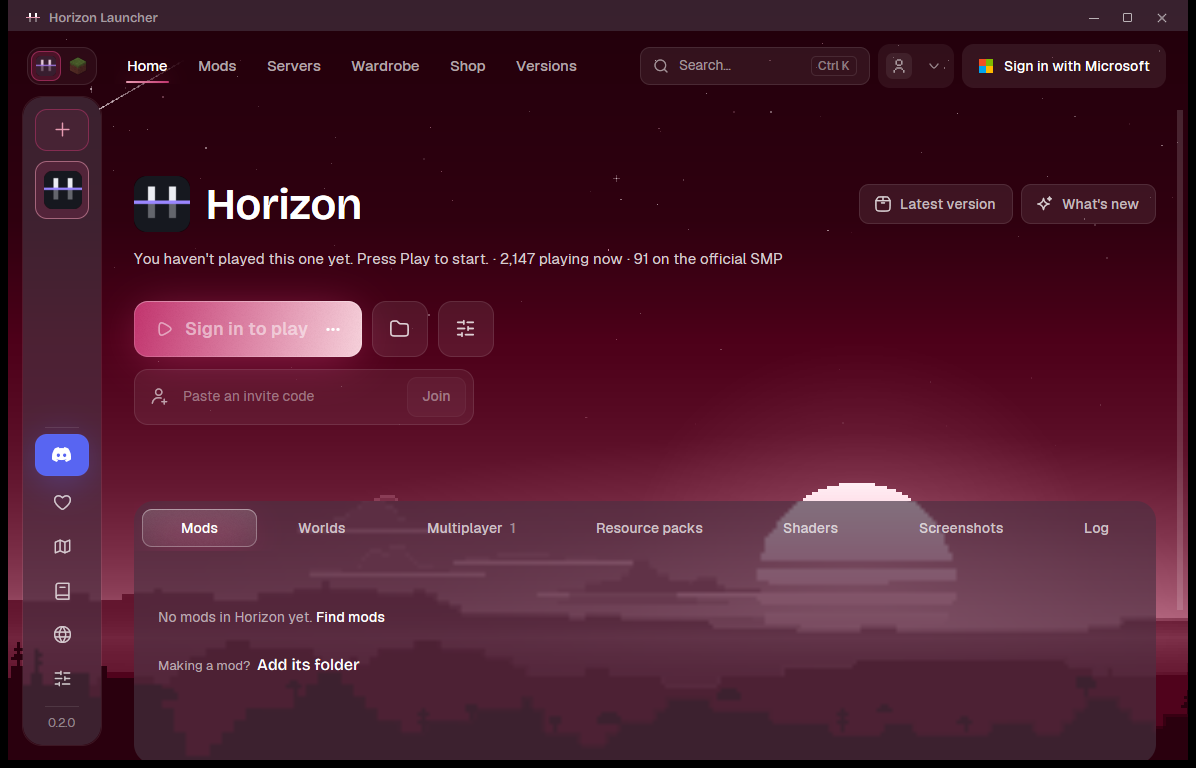 Horizon Launcher
Home Mods Servers Wardrobe Shop Versions Search... Ctrl K Sign in with Microsoft
Horizon
Latest version What's new
You haven't played this one yet. Press Play to start. · 2,147 playing now · 91 on the official SMP
Sign in to play ···
Paste an invite code Join
Mods Worlds Multiplayer 1 Resource packs Shaders Screenshots Log
No mods in Horizon yet. Find mods
Making a mod? Add its folder
0.2.0